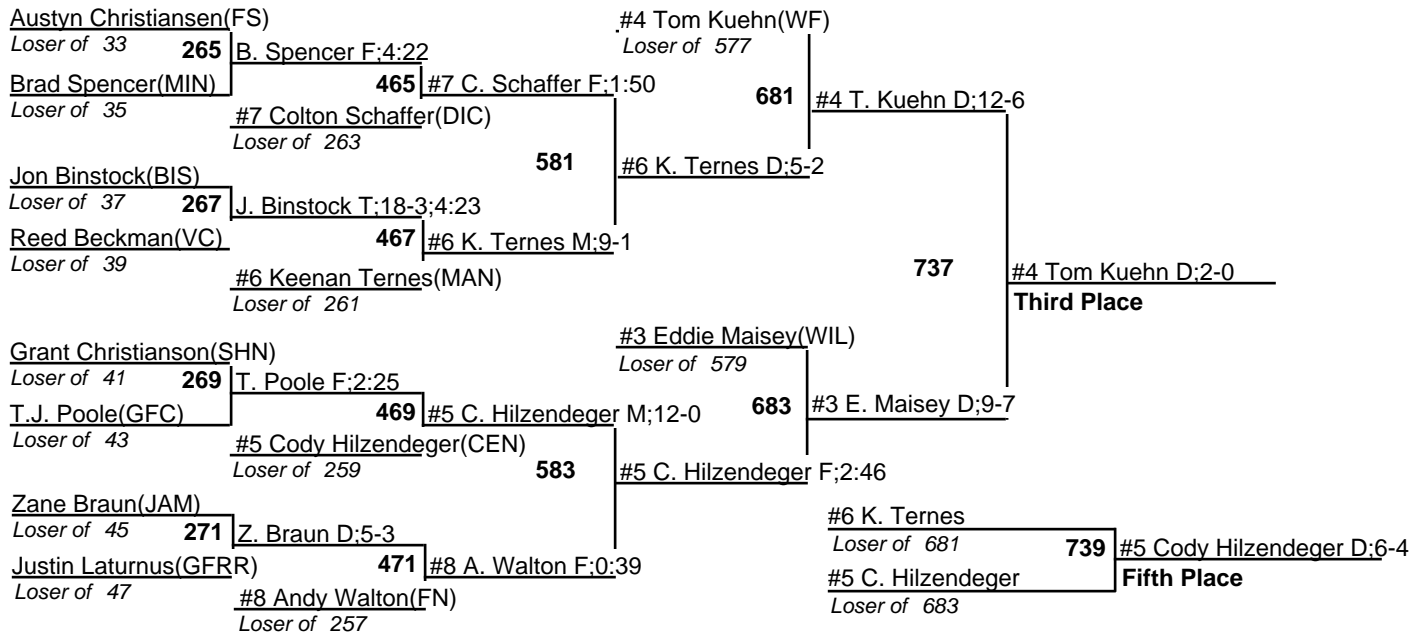 Austyn Christiansen(FS)
Loser of 33
265
B. Spencer F;4:22
Brad Spencer(MIN)
Loser of 35
465
#7 C. Schaffer F;1:50
#7 Colton Schaffer(DIC)
Loser of 263
581
#6 K. Ternes D;5-2
Jon Binstock(BIS)
Loser of 37
267
J. Binstock T;18-3;4:23
Reed Beckman(VC)
Loser of 39
467
#6 K. Ternes M;9-1
#6 Keenan Ternes(MAN)
Loser of 261
#4 Tom Kuehn(WF)
Loser of 577
681
#4 T. Kuehn D;12-6
737
#4 Tom Kuehn D;2-0
Third Place
Grant Christianson(SHN)
Loser of 41
269
T. Poole F;2:25
T.J. Poole(GFC)
Loser of 43
469
#5 C. Hilzendeger M;12-0
#5 Cody Hilzendeger(CEN)
Loser of 259
583
#5 C. Hilzendeger F;2:46
Zane Braun(JAM)
Loser of 45
271
Z. Braun D;5-3
Justin Laturnus(GFRR)
Loser of 47
471
#8 A. Walton F;0:39
#8 Andy Walton(FN)
Loser of 257
#3 Eddie Maisey(WIL)
Loser of 579
683
#3 E. Maisey D;9-7
#6 K. Ternes
Loser of 681
739
#5 Cody Hilzendeger D;6-4
#5 C. Hilzendeger
Fifth Place
Loser of 683